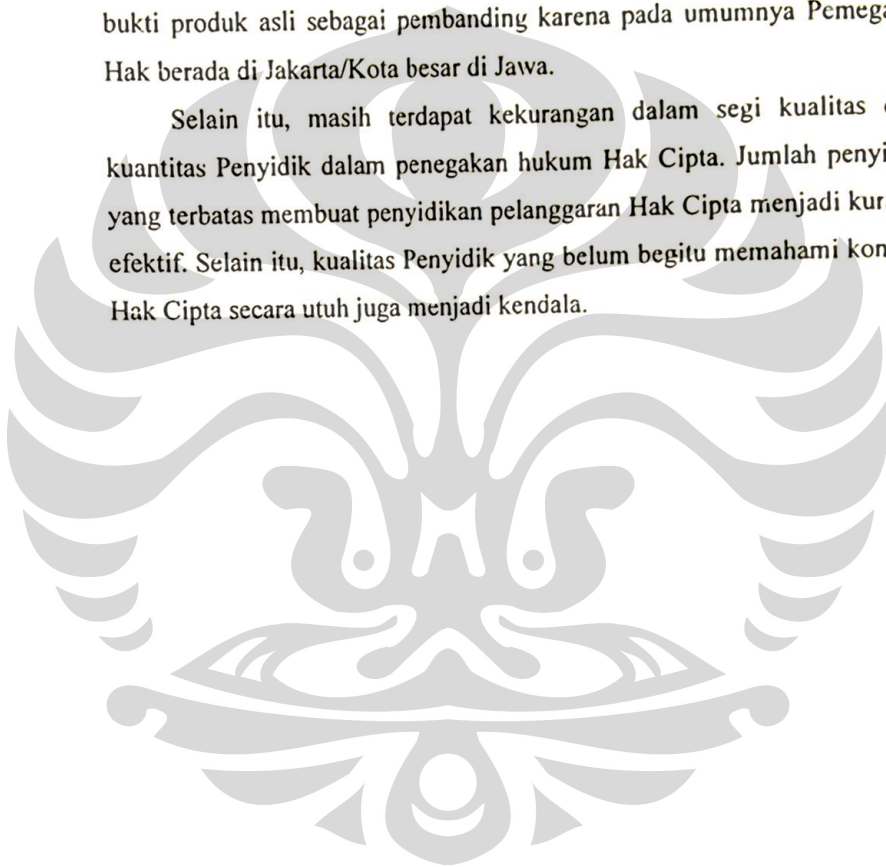 bukti produk asli sebagai pembanding karena pada umumnya
Hak berada di Jakarta/Kota besar di Jawa.
Selain itu, masih terdapat kekurangan dalam segi kualitas
kuantitas Penyidik dalam penegakan hukum Hak Cipta. Jumlah
yang terbatas membuat penyidikan pelanggaran Hak Cipta menjadi
efektif. Selain itu, kualitas Penyidik yang belum begitu memahami
Hak Cipta secara utuh juga menjadi kendala.